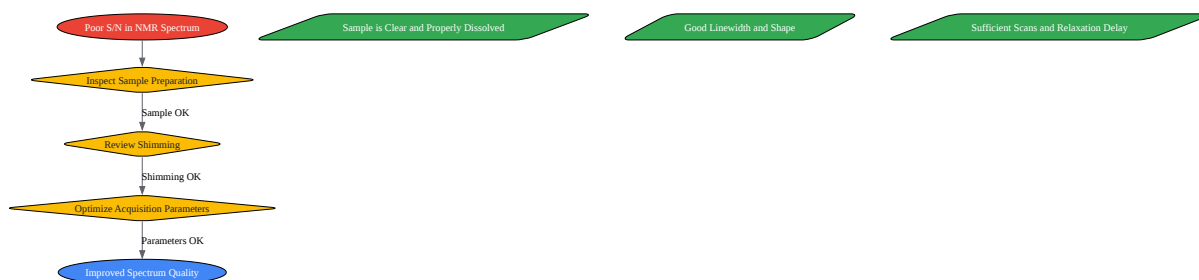 Poor S/N in NMR Spectrum
Sample is Clear and Properly Dissolved
Good Linewidth and Shape
Sufficient Scans and Relaxation Delay
Inspect Sample Preparation
Sample OK
Review Shimming
Shimming OK
Optimize Acquisition Parameters
Parameters OK
Improved Spectrum Quality